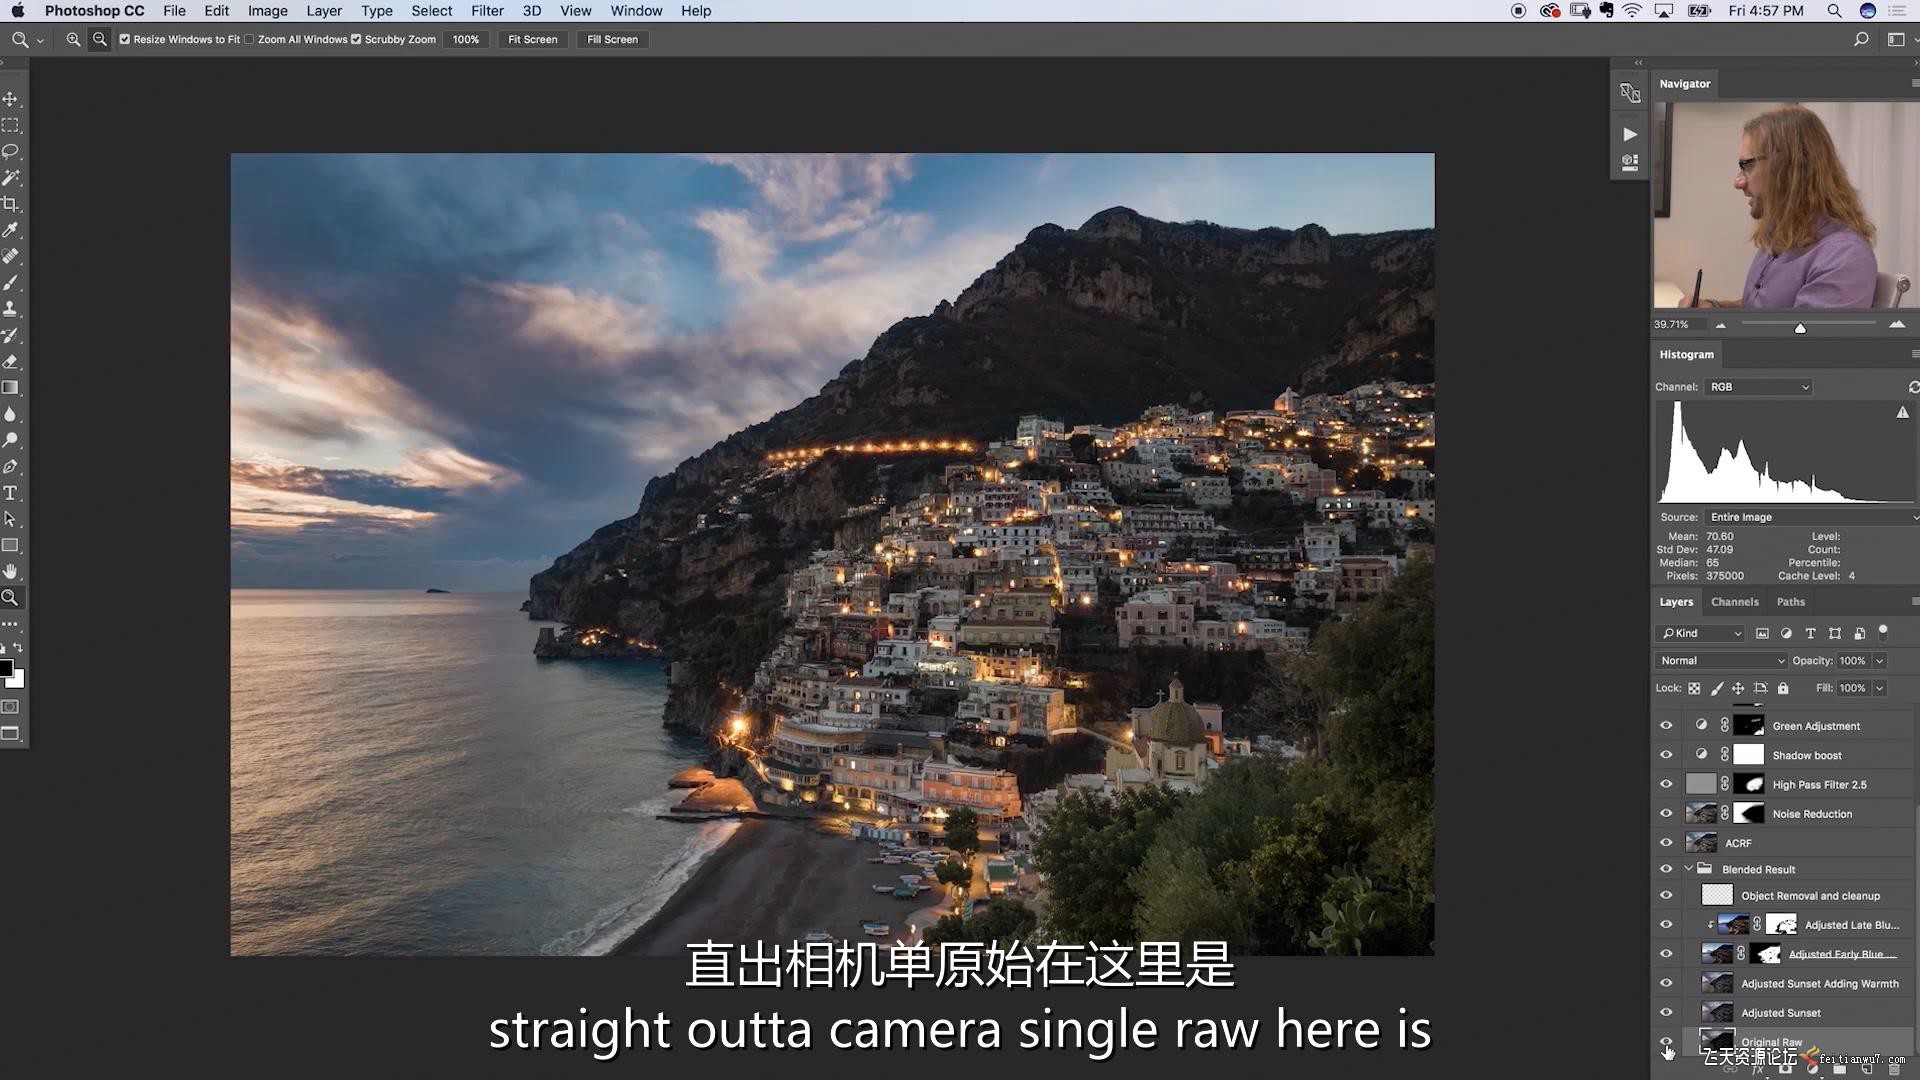 Photoshop CC File Edit Image Layer Type Select Filter 3D View Window Help Fri 4:57 PM
Resize Windows to Fit Zoom All Windows Scrubby Zoom 100% Fit Screen Fill Screen
Navigator
39.71%
Histogram
Channel: RGB
Source: Entire Image
Mean: 70.60 Level:
Std Dev: 47.09 Count:
Median: 65 Percentile:
Pixels: 375000 Cache Level: 4
Layers Channels Paths
Kind
Normal Opacity: 100%
Lock: Fill: 100%
Green Adjustment
Shadow boost
High Pass Filter 2.5
Noise Reduction
ACRF
Blended Result
Object Removal and cleanup
Adjusted Late Blu...
Adjusted Early Blue ...
Adjusted Sunset Adding Warmth
Adjusted Sunset
Original Raw
飞天资源论坛 feitianwu7.com
直出相机单原始在这里是
straight outta camera single raw here is